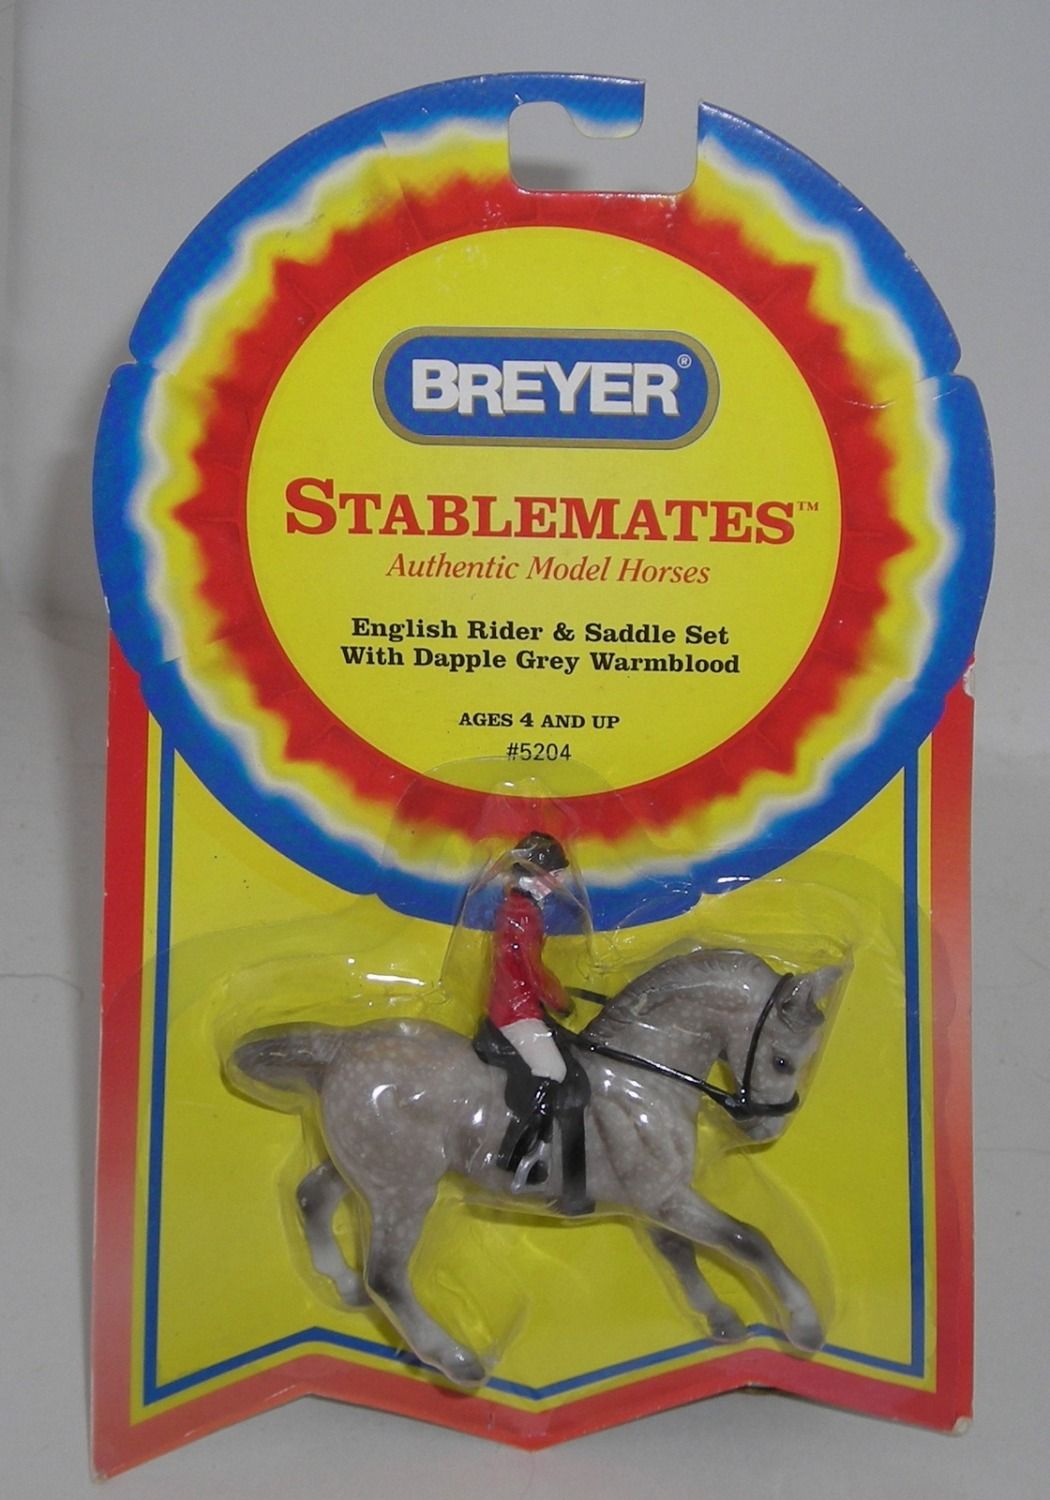 BREYER®
STABLEMATES™
Authentic Model Horses
English Rider & Saddle Set
With Dapple Grey Warmblood
AGES 4 AND UP
#5204